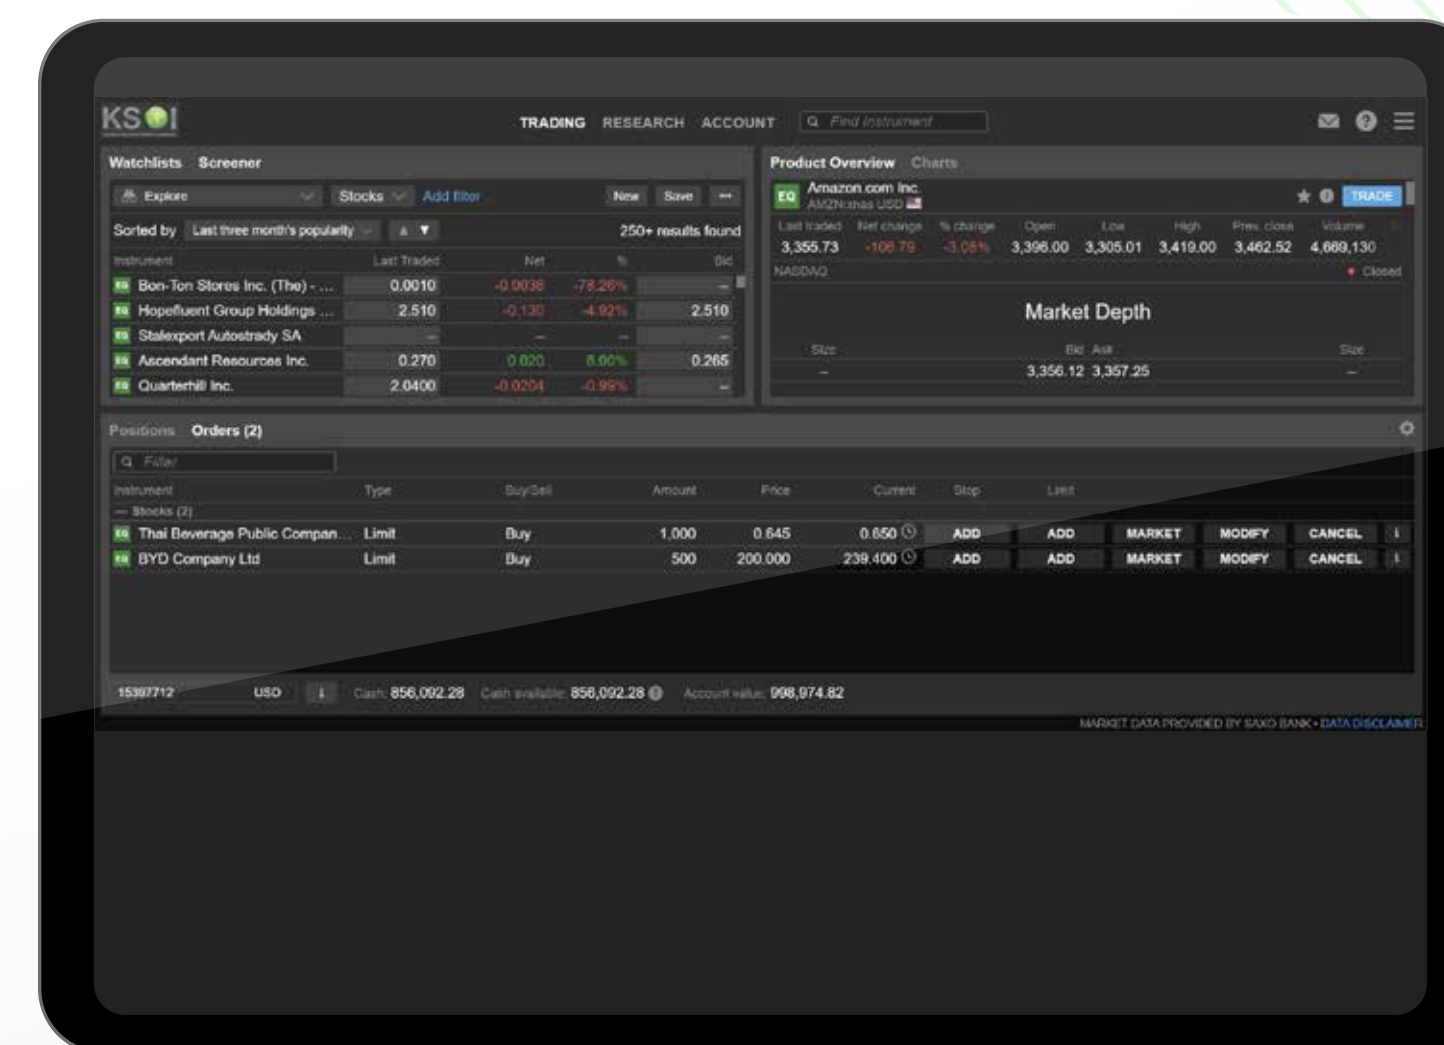 KS I
TRADING RESEARCH ACCOUNT Find Instrument
Watchlists Screener
Explore Stocks Add filter New Save
Sorted by Last three month's popularity 250+ results found
Instrument Last Traded Net % Bid
EQ Bon-Ton Stores Inc. (The) - ... 0.0010 -0.0036 -78.26% –
EQ Hopefluent Group Holdings ... 2.510 -0.130 -4.92% 2.510
EQ Stalexport Autostrady SA – – – –
EQ Ascendant Resources Inc. 0.270 0.020 8.00% 0.265
EQ Quarterhill Inc. 2.0400 -0.0204 -0.99% –
Product Overview Charts
EQ Amazon.com Inc.
AMZN:xnas USD
TRADE
Last traded Net change % change Open Low High Prev. close Volume
3,355.73 -106.79 -3.08% 3,396.00 3,305.01 3,419.00 3,462.52 4,669,130
NASDAQ Closed
Market Depth
Size Bid Ask Size
– 3,356.12 3,357.25 –
Positions Orders (2)
Filter
Instrument Type Buy/Sell Amount Price Current Stop Limit
— Stocks (2)
EQ Thai Beverage Public Compan... Limit Buy 1,000 0.645 0.650 ADD ADD MARKET MODIFY CANCEL
EQ BYD Company Ltd Limit Buy 500 200.000 239.400 ADD ADD MARKET MODIFY CANCEL
15397712 USD Cash: 856,092.28 Cash available: 856,092.28 Account value: 998,974.82
MARKET DATA PROVIDED BY SAXO BANK • DATA DISCLAIMER